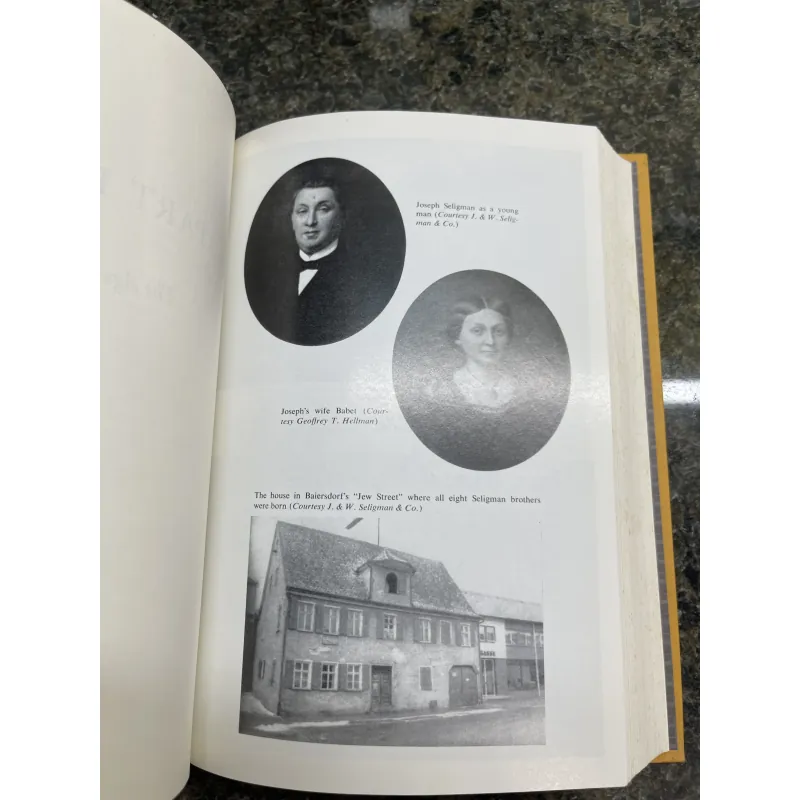 Joseph Seligman as a young
man (Courtesy J. & W. Selig-
man & Co.)
Joseph's wife Babet (Cour-
tesy Geoffrey T. Hellman)
The house in Baiersdorf's "Jew Street" where all eight Seligman brothers
were born (Courtesy J. & W. Seligman & Co.)